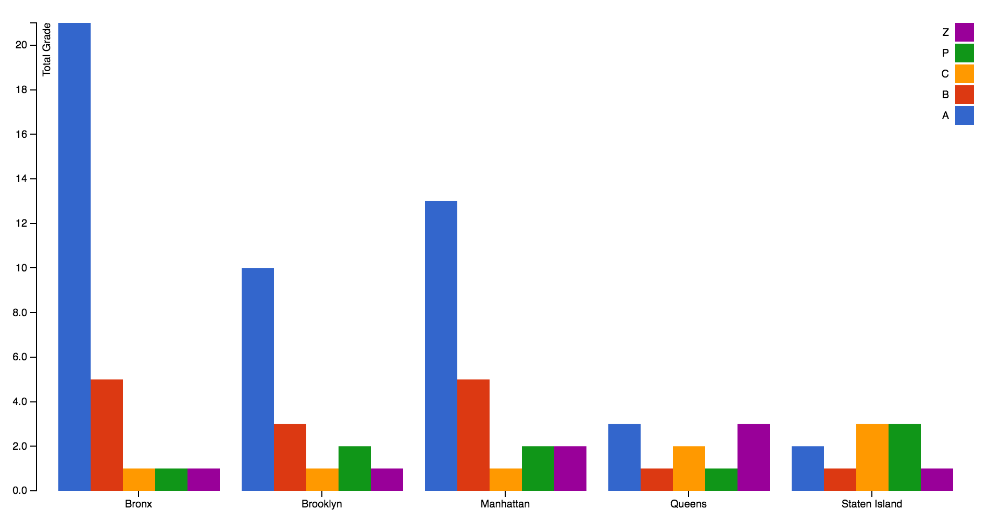 Total Grade
20
18
16
14
12
10
8.0
6.0
4.0
2.0
0.0
Bronx
Brooklyn
Manhattan
Queens
Staten Island
Z
P
C
B
A